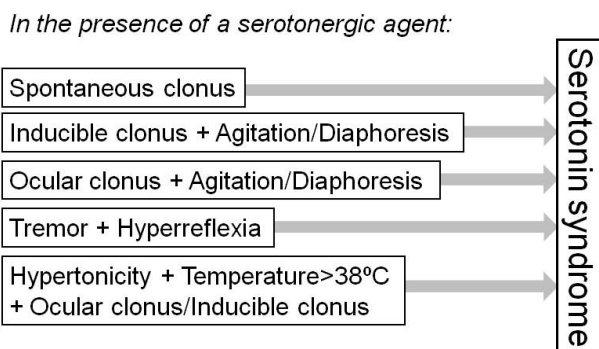 In the presence of a serotonergic agent:
Spontaneous clonus
Inducible clonus + Agitation/Diaphoresis
Ocular clonus + Agitation/Diaphoresis
Tremor + Hyperreflexia
Hypertonicity + Temperature>38ºC
+ Ocular clonus/Inducible clonus
Serotonin syndrome